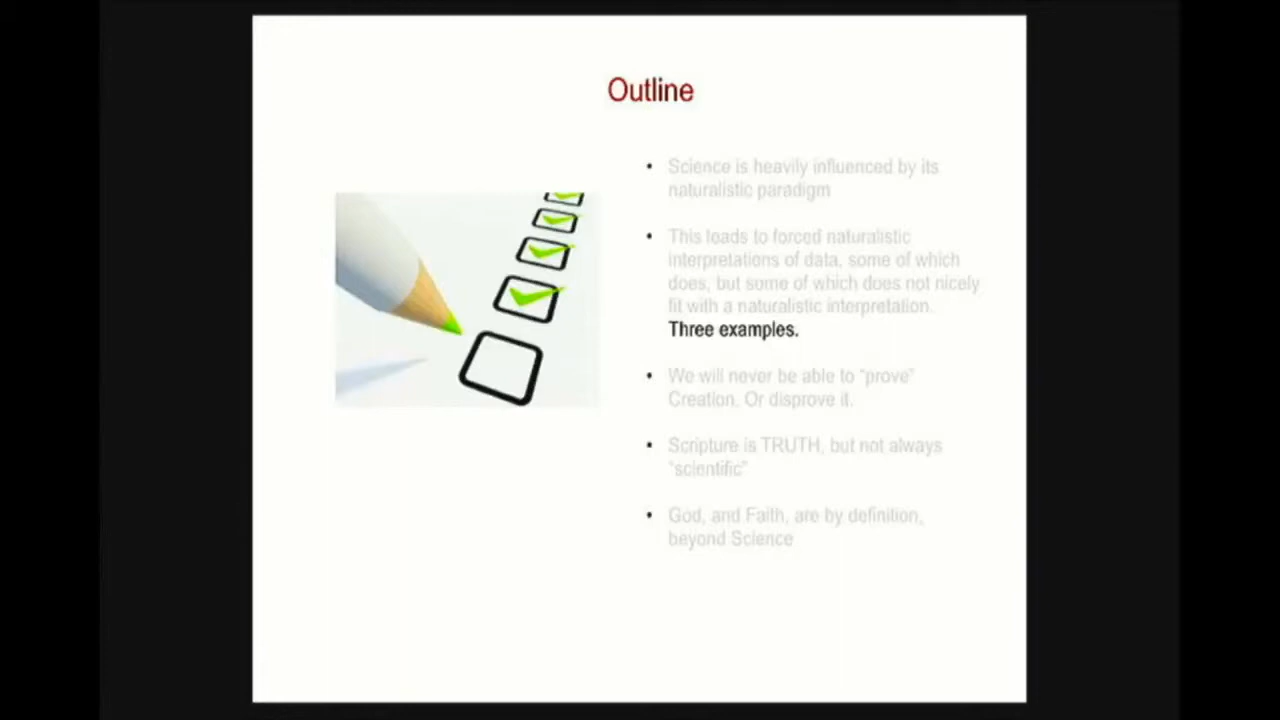 Outline
• Science is heavily influenced by its
naturalistic paradigm
• This leads to forced naturalistic
interpretations of data, some of which
does, but some of which does not nicely
fit with a naturalistic interpretation.
Three examples.
• We will never be able to “prove”
Creation. Or disprove it.
• Scripture is TRUTH, but not always
“scientific”
• God, and Faith, are by definition,
beyond Science